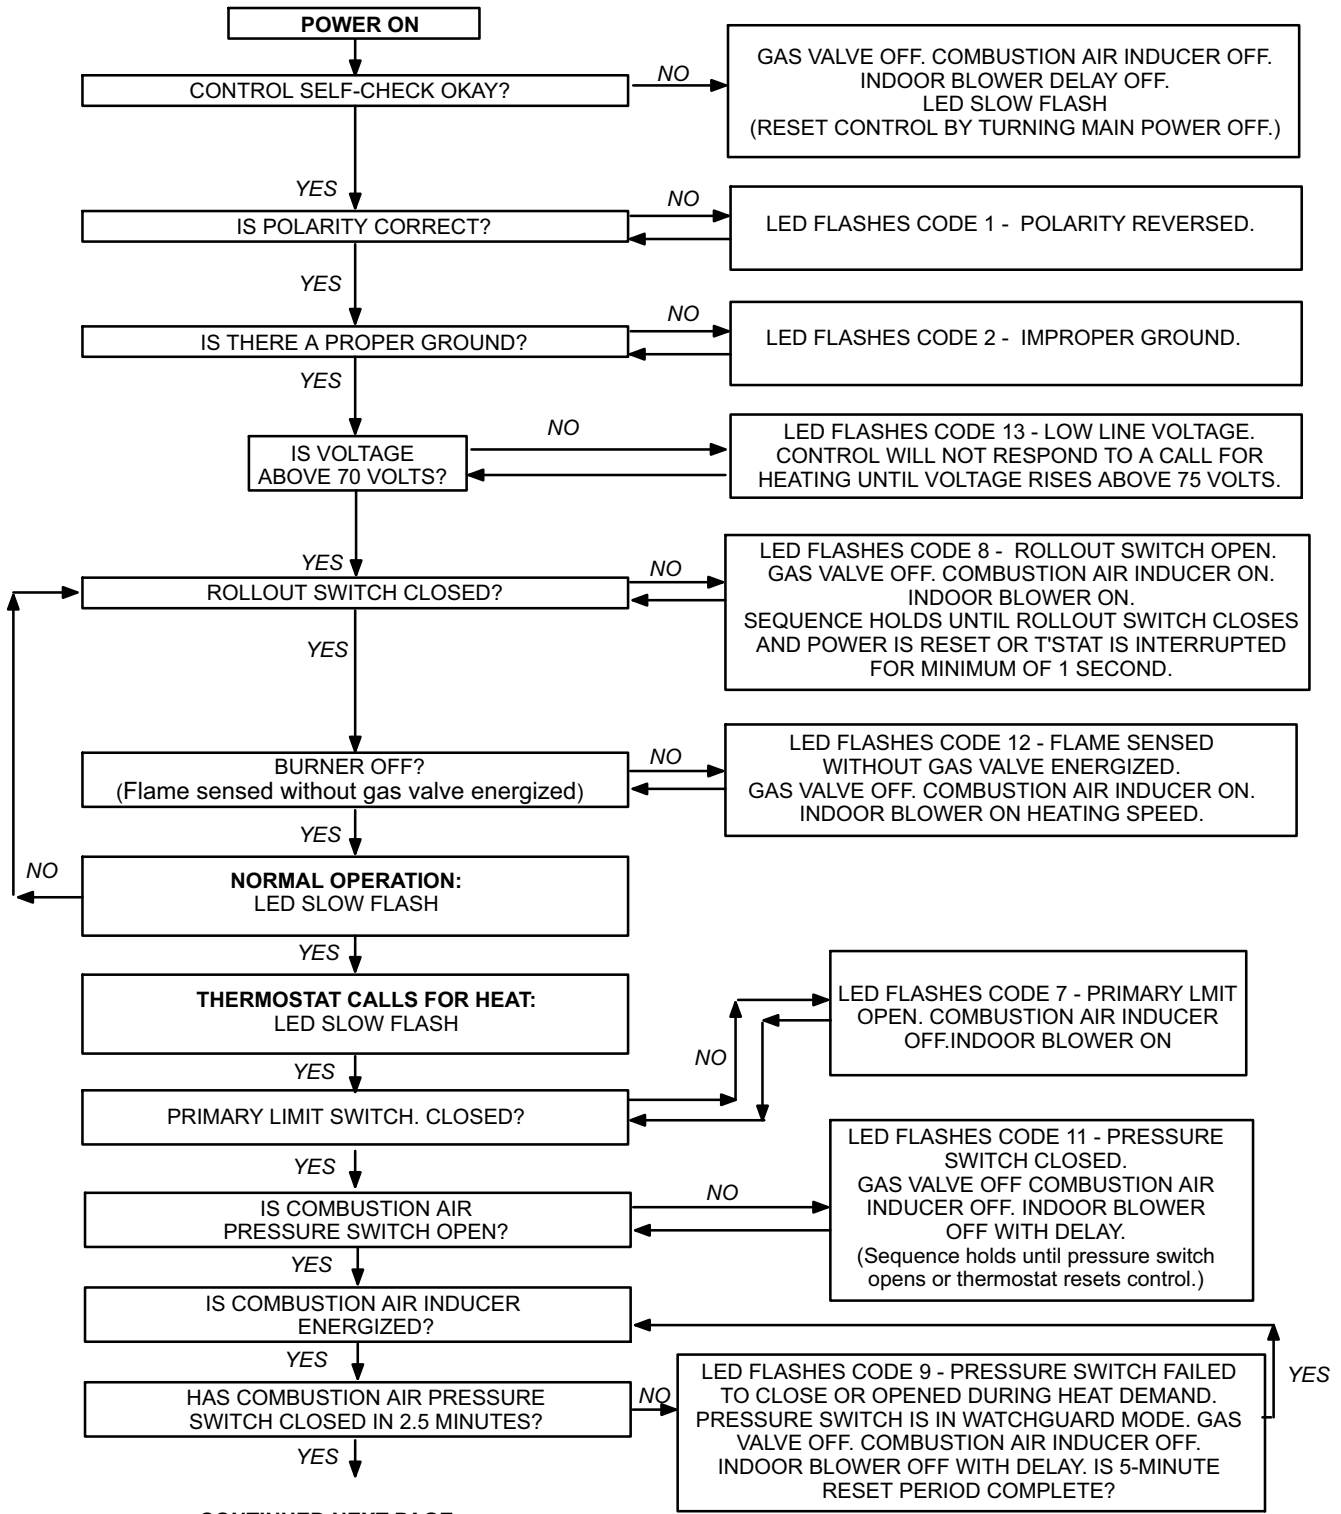 POWER ON
CONTROL SELF-CHECK OKAY?
NO
GAS VALVE OFF. COMBUSTION AIR INDUCER OFF.
INDOOR BLOWER DELAY OFF.
LED SLOW FLASH
(RESET CONTROL BY TURNING MAIN POWER OFF.)
YES
IS POLARITY CORRECT?
NO
LED FLASHES CODE 1 - POLARITY REVERSED.
YES
IS THERE A PROPER GROUND?
NO
LED FLASHES CODE 2 - IMPROPER GROUND.
YES
IS VOLTAGE
ABOVE 70 VOLTS?
NO
LED FLASHES CODE 13 - LOW LINE VOLTAGE.
CONTROL WILL NOT RESPOND TO A CALL FOR
HEATING UNTIL VOLTAGE RISES ABOVE 75 VOLTS.
YES
ROLLOUT SWITCH CLOSED?
NO
LED FLASHES CODE 8 - ROLLOUT SWITCH OPEN.
GAS VALVE OFF. COMBUSTION AIR INDUCER ON.
INDOOR BLOWER ON.
SEQUENCE HOLDS UNTIL ROLLOUT SWITCH CLOSES
AND POWER IS RESET OR T'STAT IS INTERRUPTED
FOR MINIMUM OF 1 SECOND.
YES
BURNER OFF?
(Flame sensed without gas valve energized)
NO
LED FLASHES CODE 12 - FLAME SENSED
WITHOUT GAS VALVE ENERGIZED.
GAS VALVE OFF. COMBUSTION AIR INDUCER ON.
INDOOR BLOWER ON HEATING SPEED.
YES
NO
NORMAL OPERATION:
LED SLOW FLASH
YES
THERMOSTAT CALLS FOR HEAT:
LED SLOW FLASH
LED FLASHES CODE 7 - PRIMARY LMIT
OPEN. COMBUSTION AIR INDUCER
OFF.INDOOR BLOWER ON
NO
YES
PRIMARY LIMIT SWITCH. CLOSED?
YES
IS COMBUSTION AIR
PRESSURE SWITCH OPEN?
NO
LED FLASHES CODE 11 - PRESSURE
SWITCH CLOSED.
GAS VALVE OFF COMBUSTION AIR
INDUCER OFF. INDOOR BLOWER
OFF WITH DELAY.
(Sequence holds until pressure switch
opens or thermostat resets control.)
YES
IS COMBUSTION AIR INDUCER
ENERGIZED?
YES
HAS COMBUSTION AIR PRESSURE
SWITCH CLOSED IN 2.5 MINUTES?
NO
LED FLASHES CODE 9 - PRESSURE SWITCH FAILED
TO CLOSE OR OPENED DURING HEAT DEMAND.
PRESSURE SWITCH IS IN WATCHGUARD MODE. GAS
VALVE OFF. COMBUSTION AIR INDUCER OFF.
INDOOR BLOWER OFF WITH DELAY. IS 5-MINUTE
RESET PERIOD COMPLETE?
YES
YES
CONTINUED NEXT PAGE